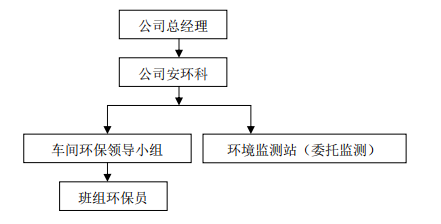 公司总经理
公司安环科
车间环保领导小组
环境监测站（委托监测）
班组环保员